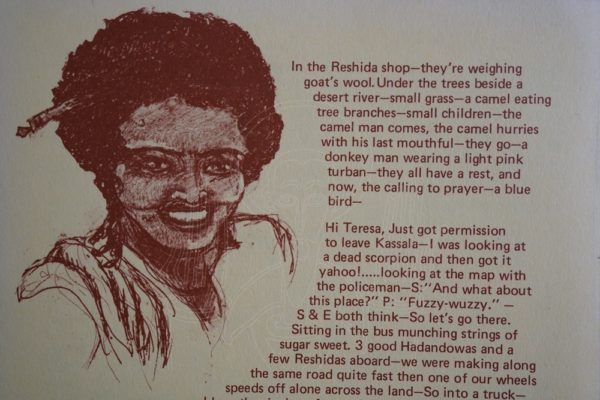 In the Reshida shop—they're weighing
goat's wool. Under the trees beside a
desert river—small grass—a camel eating
tree branches—small children—the
camel man comes, the camel hurries
with his last mouthful—they go—a
donkey man wearing a light pink
turban—they all have a rest, and
now, the calling to prayer—a blue
bird—
Hi Teresa, Just got permission
to leave Kassala—I was looking at
a dead scorpion and then got it
yahoo!.....looking at the map with
the policeman—S:"And what about
this place?" P: "Fuzzy-wuzzy." —
S & E both think—So let's go there.
Sitting in the bus munching strings of
sugar sweet. 3 good Hadandowas and a
few Reshidas aboard—we were making along
the same road quite fast then one of our wheels
speeds off alone across the land—So into a truck—